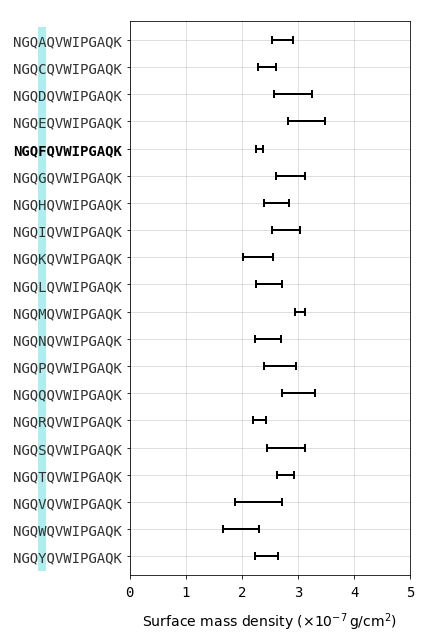 NGQAQVWIPGAQK
NGQCQVWIPGAQK
NGQDQVWIPGAQK
NGQEQVWIPGAQK
NGQFQVWIPGAQK
NGQGQVWIPGAQK
NGQHQVWIPGAQK
NGQIQVWIPGAQK
NGQKQVWIPGAQK
NGQLQVWIPGAQK
NGQMQVWIPGAQK
NGQNQVWIPGAQK
NGQPQVWIPGAQK
NGQQQVWIPGAQK
NGQRQVWIPGAQK
NGQSQVWIPGAQK
NGQTQVWIPGAQK
NGQVQVWIPGAQK
NGQWQVWIPGAQK
NGQYQVWIPGAQK
0 1 2 3 4 5
Surface mass density (×10⁻⁷ g/cm²)